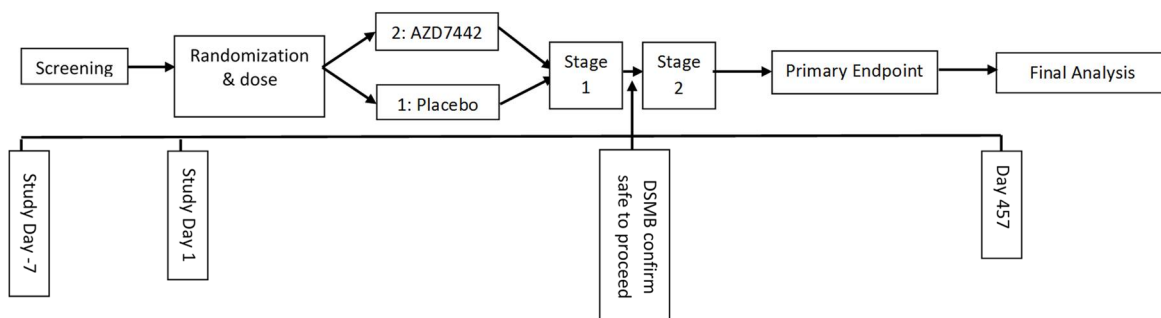 Screening
Randomization
& dose
2: AZD7442
1: Placebo
Stage
1
Stage
2
Primary Endpoint
Final Analysis
Study Day -7
Study Day 1
DSMB confirm
safe to proceed
Day 457